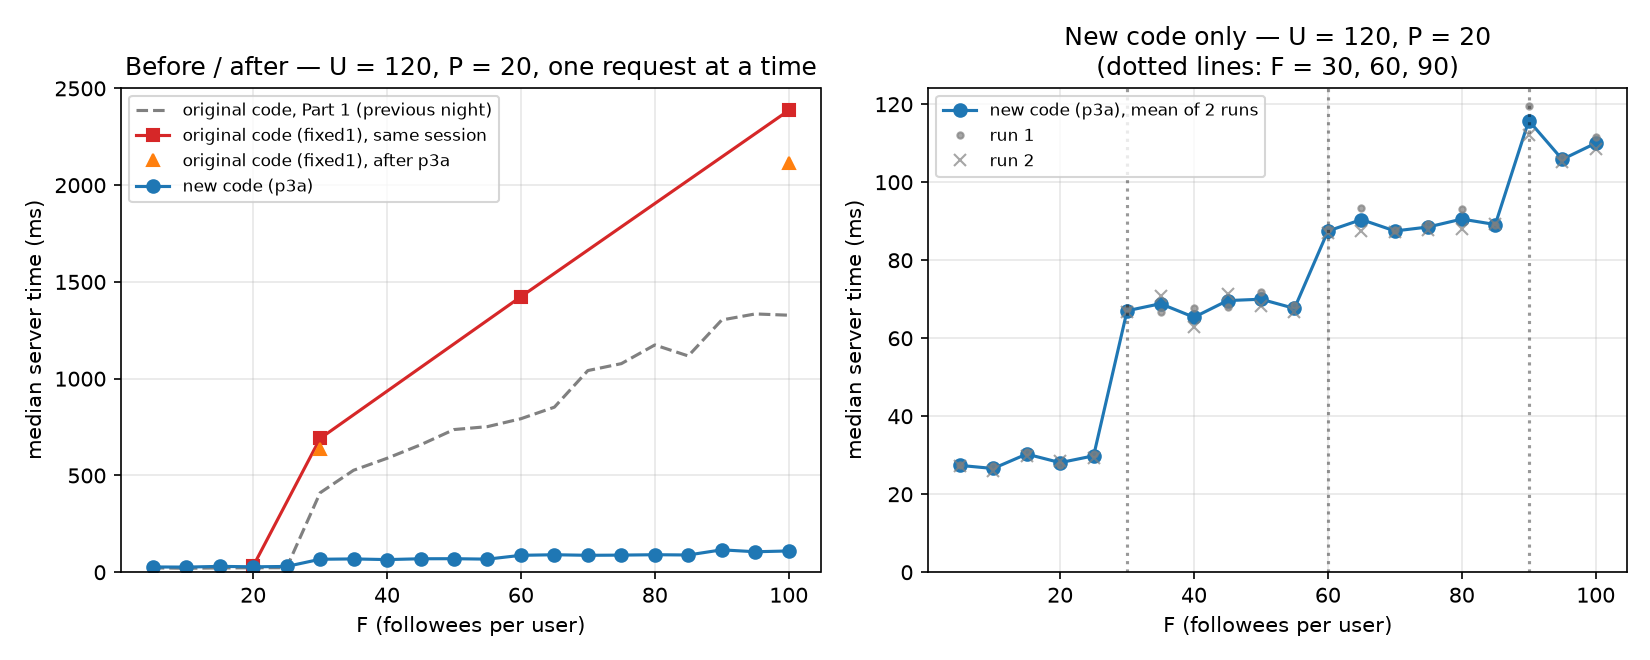 Before / after — U = 120, P = 20, one request at a time
2500
2000
1500
1000
500
0
median server time (ms)
original code, Part 1 (previous night)
original code (fixed1), same session
original code (fixed1), after p3a
new code (p3a)
20
40
60
80
100
F (followees per user)
New code only — U = 120, P = 20
(dotted lines: F = 30, 60, 90)
120
100
80
60
40
20
0
median server time (ms)
new code (p3a), mean of 2 runs
run 1
run 2
20
40
60
80
100
F (followees per user)